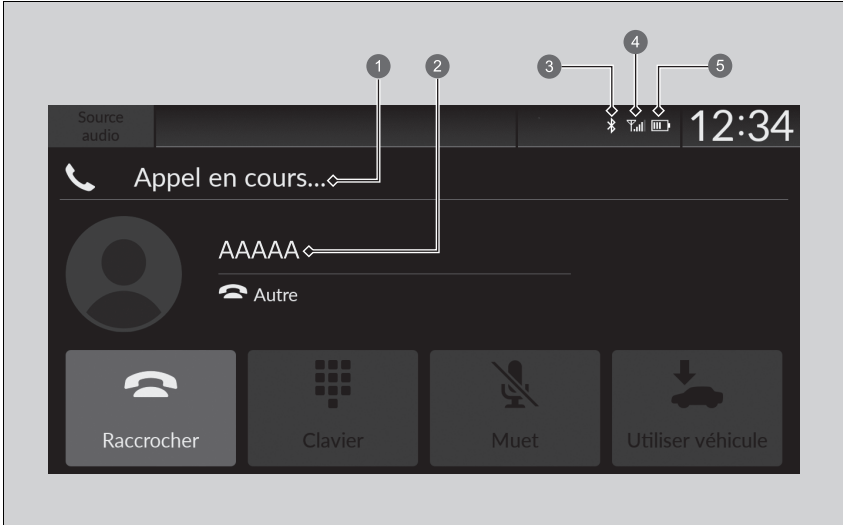 1 2 3 4 5
Source
audio
12:34
Appel en cours...
AAAAA
Autre
Raccrocher
Clavier
Muet
Utiliser véhicule